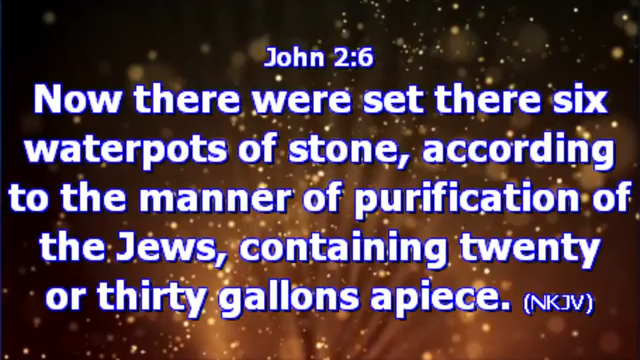 John 2:6
Now there were set there six
waterpots of stone, according
to the manner of purification of
the Jews, containing twenty
or thirty gallons apiece. (NKJV)